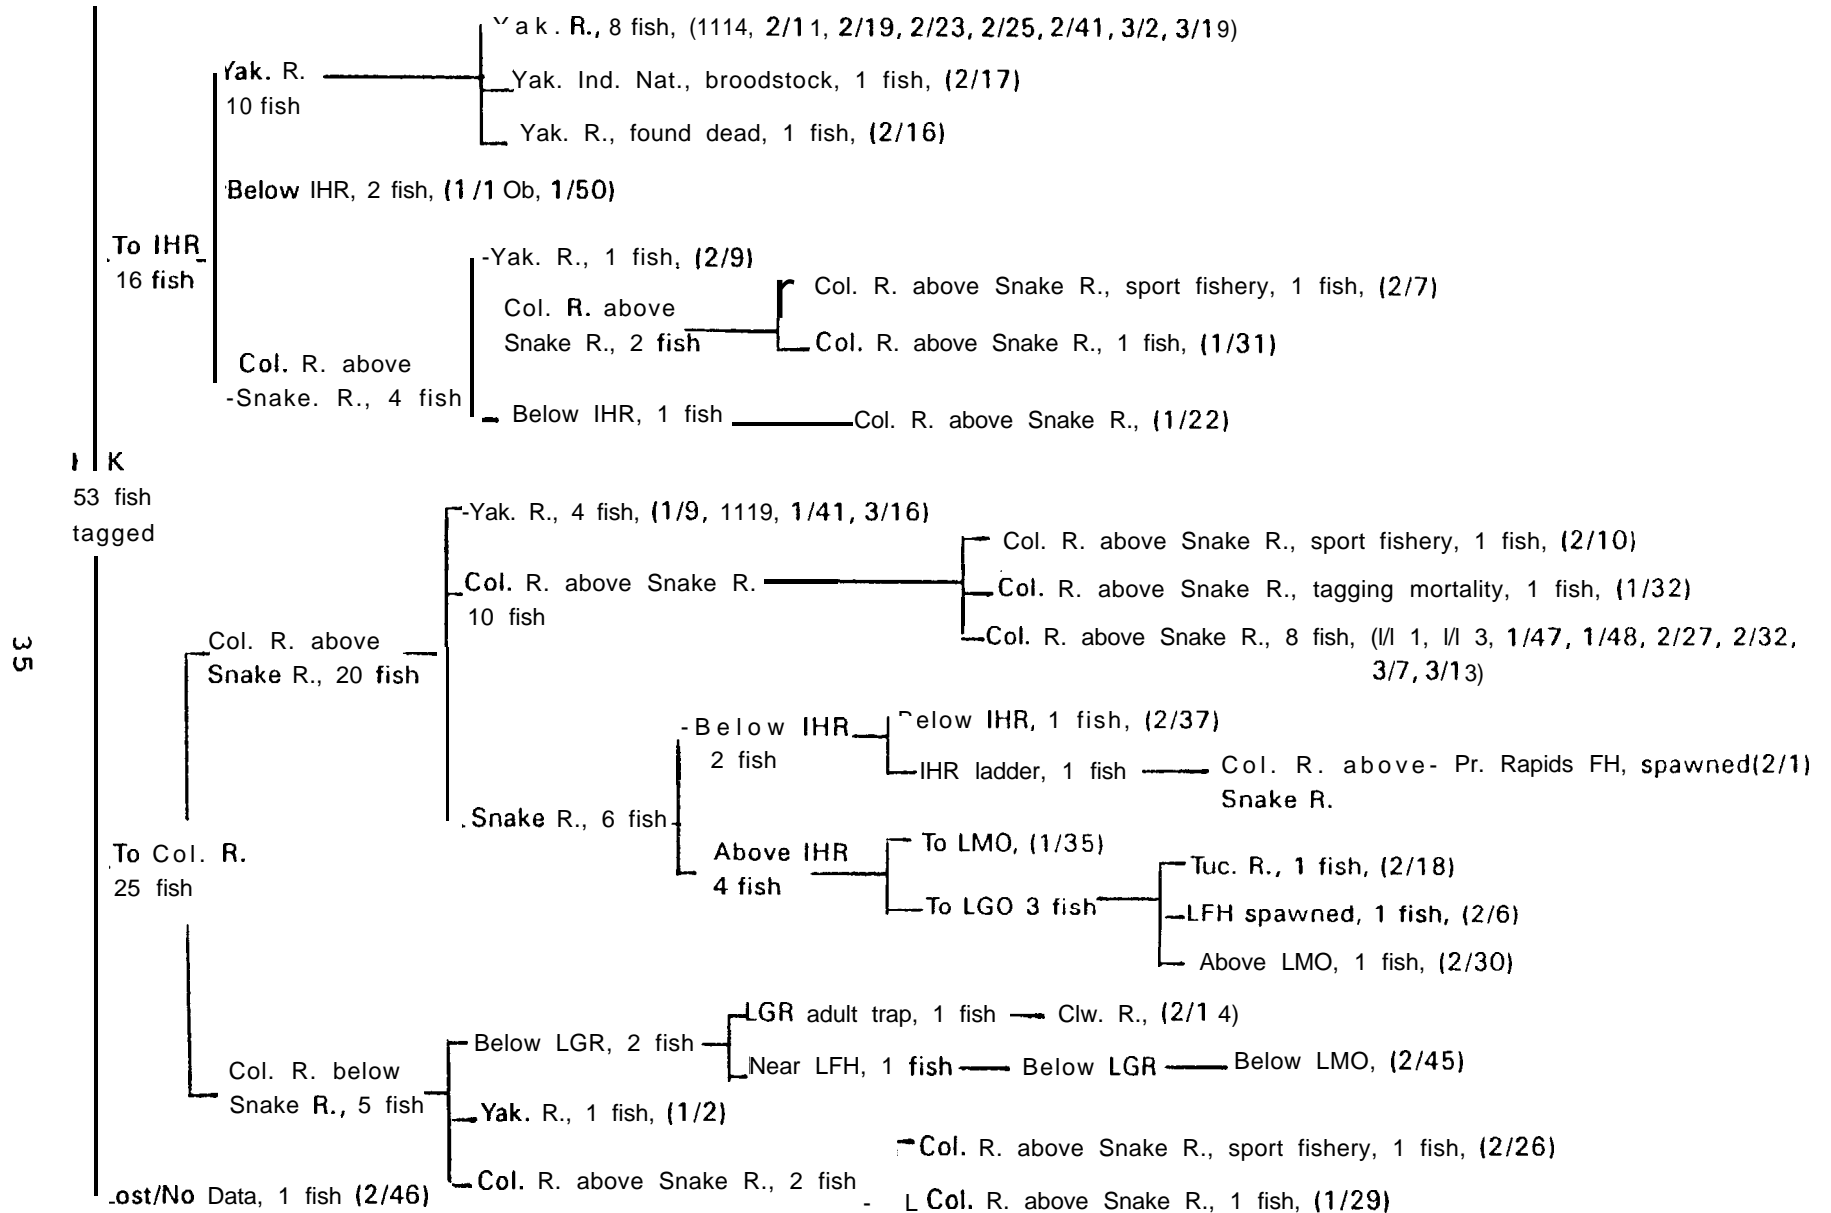 Yak. R., 8 fish, (1114, 2/11, 2/19, 2/23, 2/25, 2/41, 3/2, 3/19)
Yak. R.
10 fish
Yak. Ind. Nat., broodstock, 1 fish, (2/17)
Yak. R., found dead, 1 fish, (2/16)
Below IHR, 2 fish, (1/1 Ob, 1/50)
To IHR
16 fish
-Yak. R., 1 fish, (2/9)
Col. R. above
Snake R., 2 fish
Col. R. above Snake R., sport fishery, 1 fish, (2/7)
Col. R. above Snake R., 1 fish, (1/31)
Col. R. above
-Snake. R., 4 fish
Below IHR, 1 fish
Col. R. above Snake R., (1/22)
K
53 fish
tagged
-Yak. R., 4 fish, (1/9, 1119, 1/41, 3/16)
Col. R. above Snake R.
10 fish
Col. R. above Snake R., sport fishery, 1 fish, (2/10)
Col. R. above Snake R., tagging mortality, 1 fish, (1/32)
Col. R. above Snake R., 8 fish, (I/I 1, I/I 3, 1/47, 1/48, 2/27, 2/32,
3/7, 3/13)
35
Col. R. above
Snake R., 20 fish
-Below IHR
2 fish
Below IHR, 1 fish, (2/37)
IHR ladder, 1 fish
Col. R. above- Pr. Rapids FH, spawned(2/1)
Snake R.
Snake R., 6 fish
Above IHR
4 fish
To LMO, (1/35)
To LGO 3 fish
Tuc. R., 1 fish, (2/18)
LFH spawned, 1 fish, (2/6)
Above LMO, 1 fish, (2/30)
To Col. R.
25 fish
LGR adult trap, 1 fish
Clw. R., (2/1 4)
Below LGR, 2 fish
Near LFH, 1 fish
Below LGR
Below LMO, (2/45)
Col. R. below
Snake R., 5 fish
Yak. R., 1 fish, (1/2)
Col. R. above Snake R., 2 fish
Col. R. above Snake R., sport fishery, 1 fish, (2/26)
L Col. R. above Snake R., 1 fish, (1/29)
Lost/No Data, 1 fish (2/46)